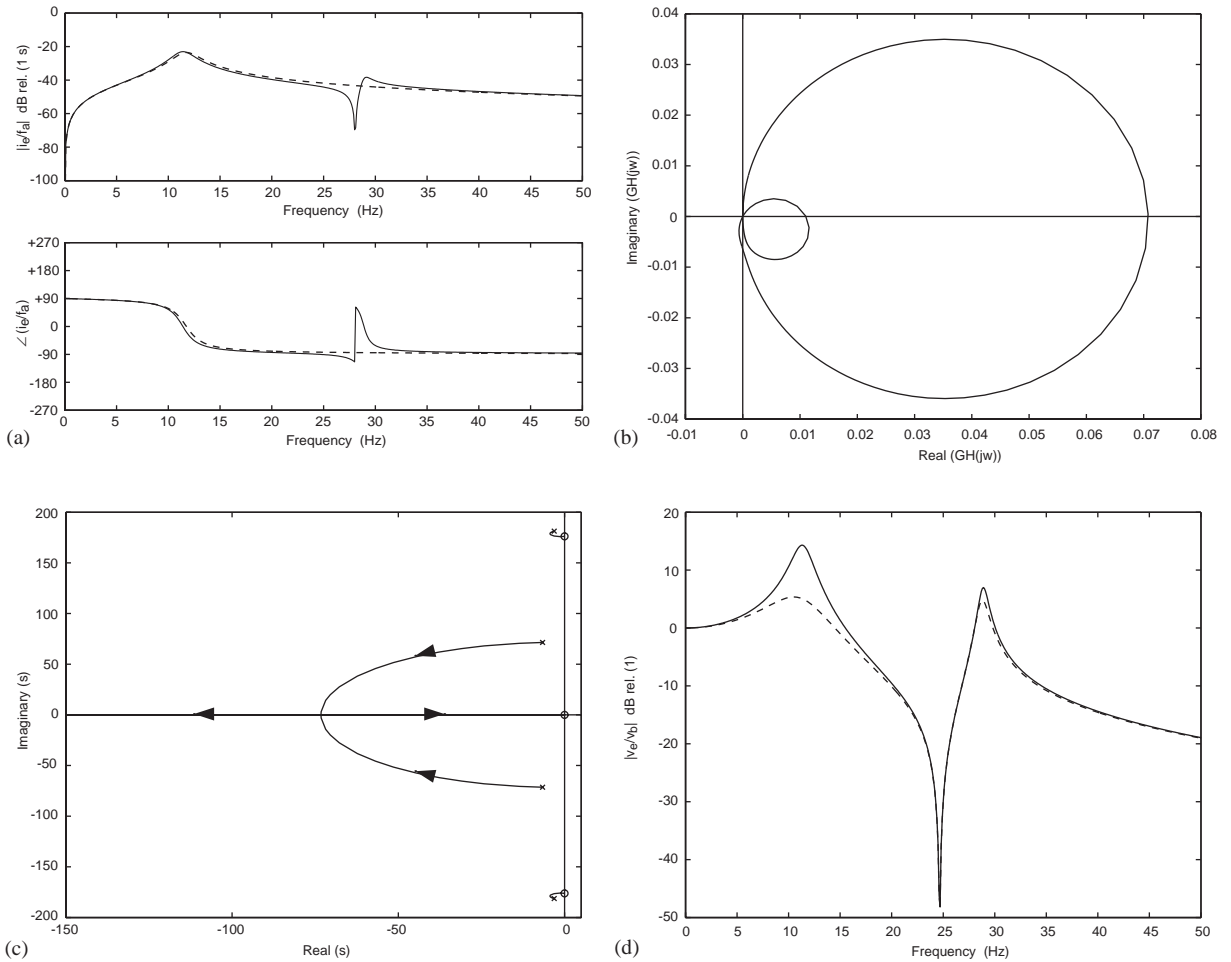 0
-20
-40
-60
-80
-100
|i_e/f_a| dB rel. (1 s)
0 5 10 15 20 25 30 35 40 45 50
Frequency (Hz)
+270
+180
+90
0
-90
-180
-270
∠(i_e/f_a)
0 5 10 15 20 25 30 35 40 45 50
Frequency (Hz)
(a)
0.04
0.03
0.02
0.01
0
-0.01
-0.02
-0.03
-0.04
Imaginary (GH(jw))
-0.01 0 0.01 0.02 0.03 0.04 0.05 0.06 0.07 0.08
Real (GH(jw))
(b)
200
150
100
50
0
-50
-100
-150
-200
Imaginary (s)
-150 -100 -50 0
Real (s)
(c)
20
10
0
-10
-20
-30
-40
-50
|v_e/v_b| dB rel. (1)
0 5 10 15 20 25 30 35 40 45 50
Frequency (Hz)
(d)